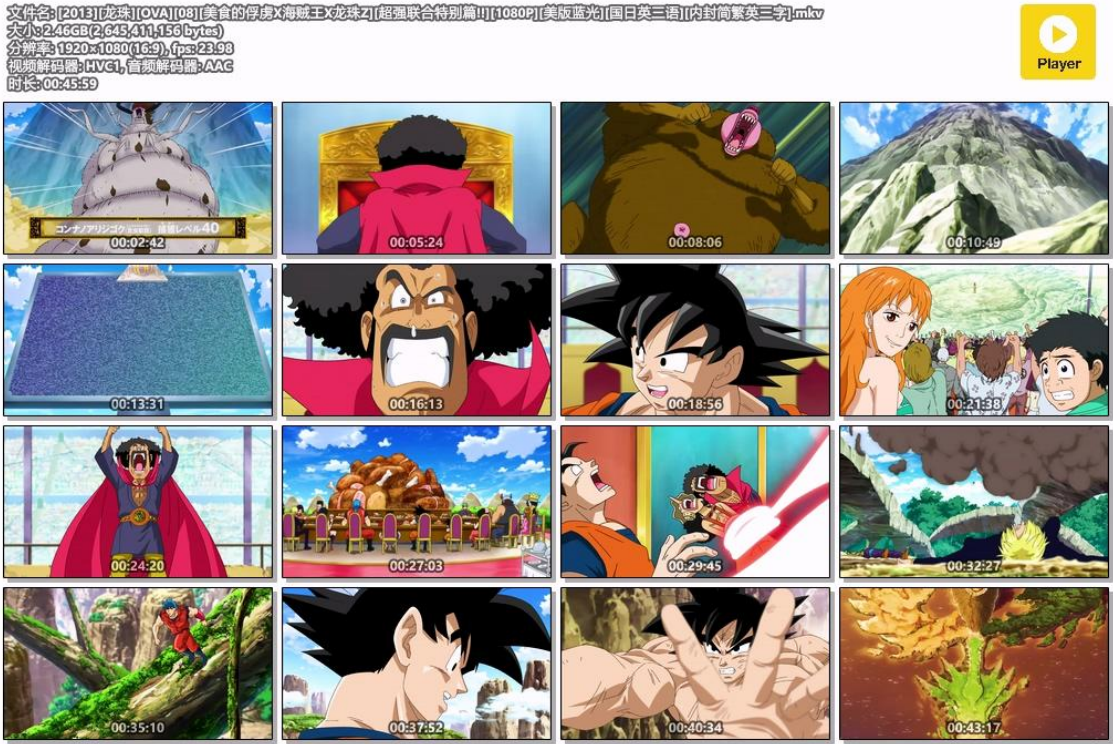 文件名: [2013][龙珠][OVA][08][美食的俘虏X海贼王X龙珠Z][超强联合特别篇!!][1080P][美版蓝光][国日英三语][内封简繁英三字].mkv
大小: 2.46GB(2,645,411,156 bytes)
分辨率: 1920×1080(16:9), fps: 23.98
视频解码器: HVC1, 音频解码器: AAC
时长: 00:45:59
Player
コンナノアリジゴク 捕獲レベル40
00:02:42
00:05:24
00:08:06
00:10:49
00:13:31
00:16:13
00:18:56
00:21:38
00:24:20
00:27:03
00:29:45
00:32:27
00:35:10
00:37:52
00:40:34
00:43:17